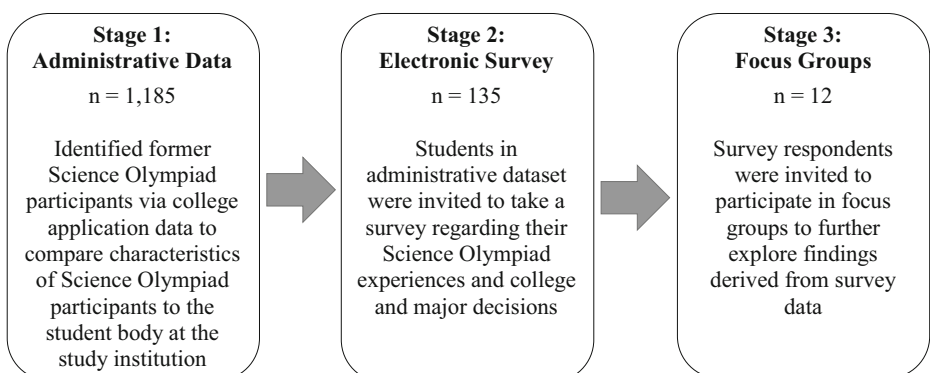 Stage 1:
Administrative Data
n = 1,185
Identified former
Science Olympiad
participants via college
application data to
compare characteristics
of Science Olympiad
participants to the
student body at the
study institution
Stage 2:
Electronic Survey
n = 135
Students in
administrative dataset
were invited to take a
survey regarding their
Science Olympiad
experiences and college
and major decisions
Stage 3:
Focus Groups
n = 12
Survey respondents
were invited to
participate in focus
groups to further
explore findings
derived from survey
data